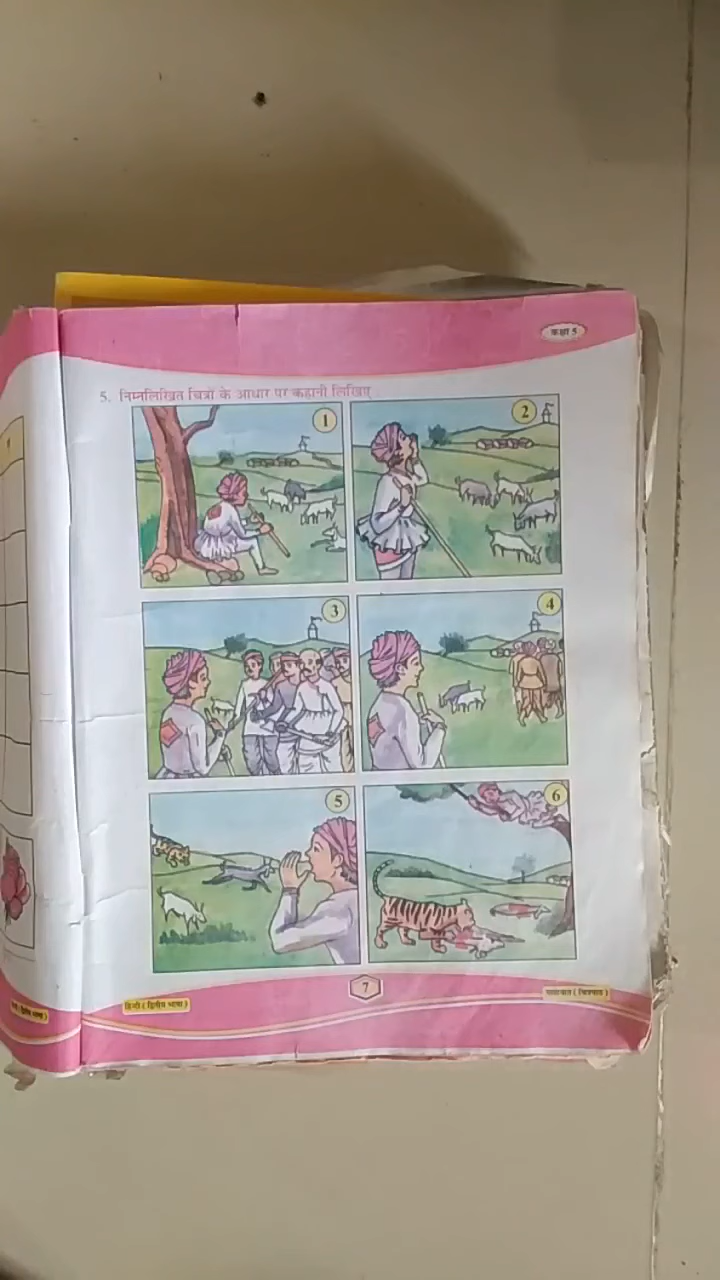 कक्षा 5
5. निम्नलिखित चित्रों के आधार पर कहानी लिखिए
1
2
3
4
5
6
हिन्दी ( द्वितीय भाषा )
7